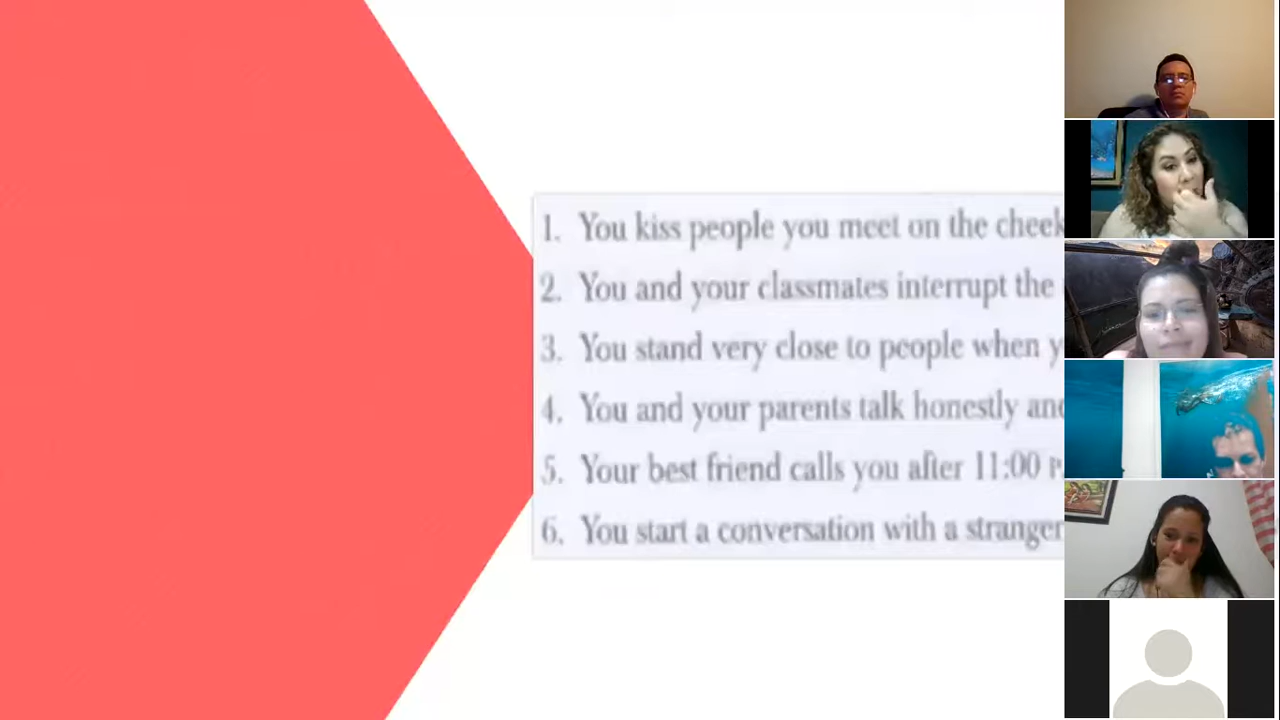 1. You kiss people you meet on the cheek
2. You and your classmates interrupt the
3. You stand very close to people when
4. You and your parents talk honestly and
5. Your best friend calls you after 11:00
6. You start a conversation with a stranger